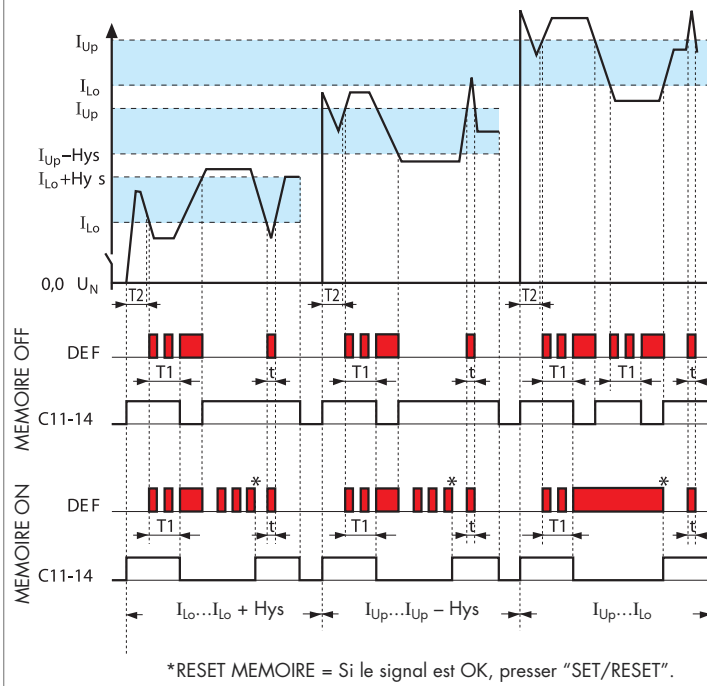 I_Up
I_Lo
I_Up
I_Up–Hys
I_Lo+Hy s
I_Lo
0,0 U_N
T2 T2 T2
MEMOIRE OFF
DEF
T1 t T1 t T1 T1 t
C11-14
MEMOIRE ON
DEF * * *
T1 t T1 t T1 t
C11-14
I_Lo...I_Lo + Hys I_Up...I_Up – Hys I_Up...I_Lo
*RESET MEMOIRE = Si le signal est OK, presser “SET/RESET”.